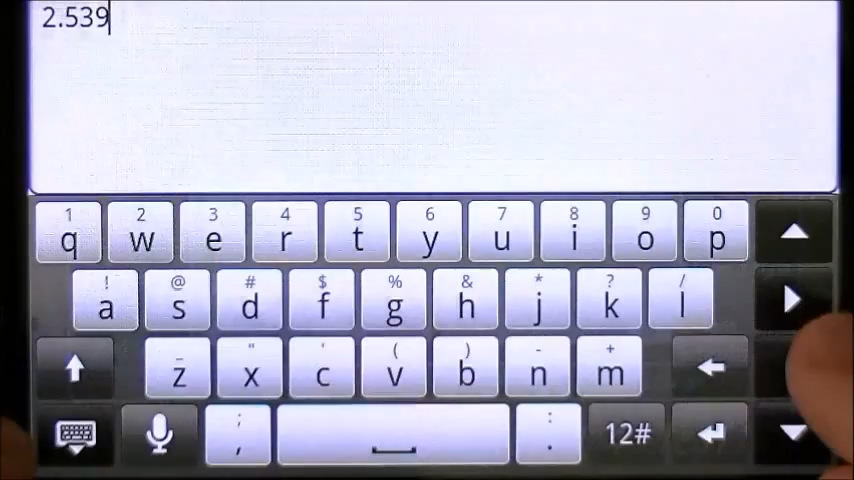 2.539
1 2 3 4 5 6 7 8 9 0
q w e r t y u i o p
! @ # $ % & * ? /
a s d f g h j k l
_ " ' ( ) - +
z x c v b n m
; :
, . 12#